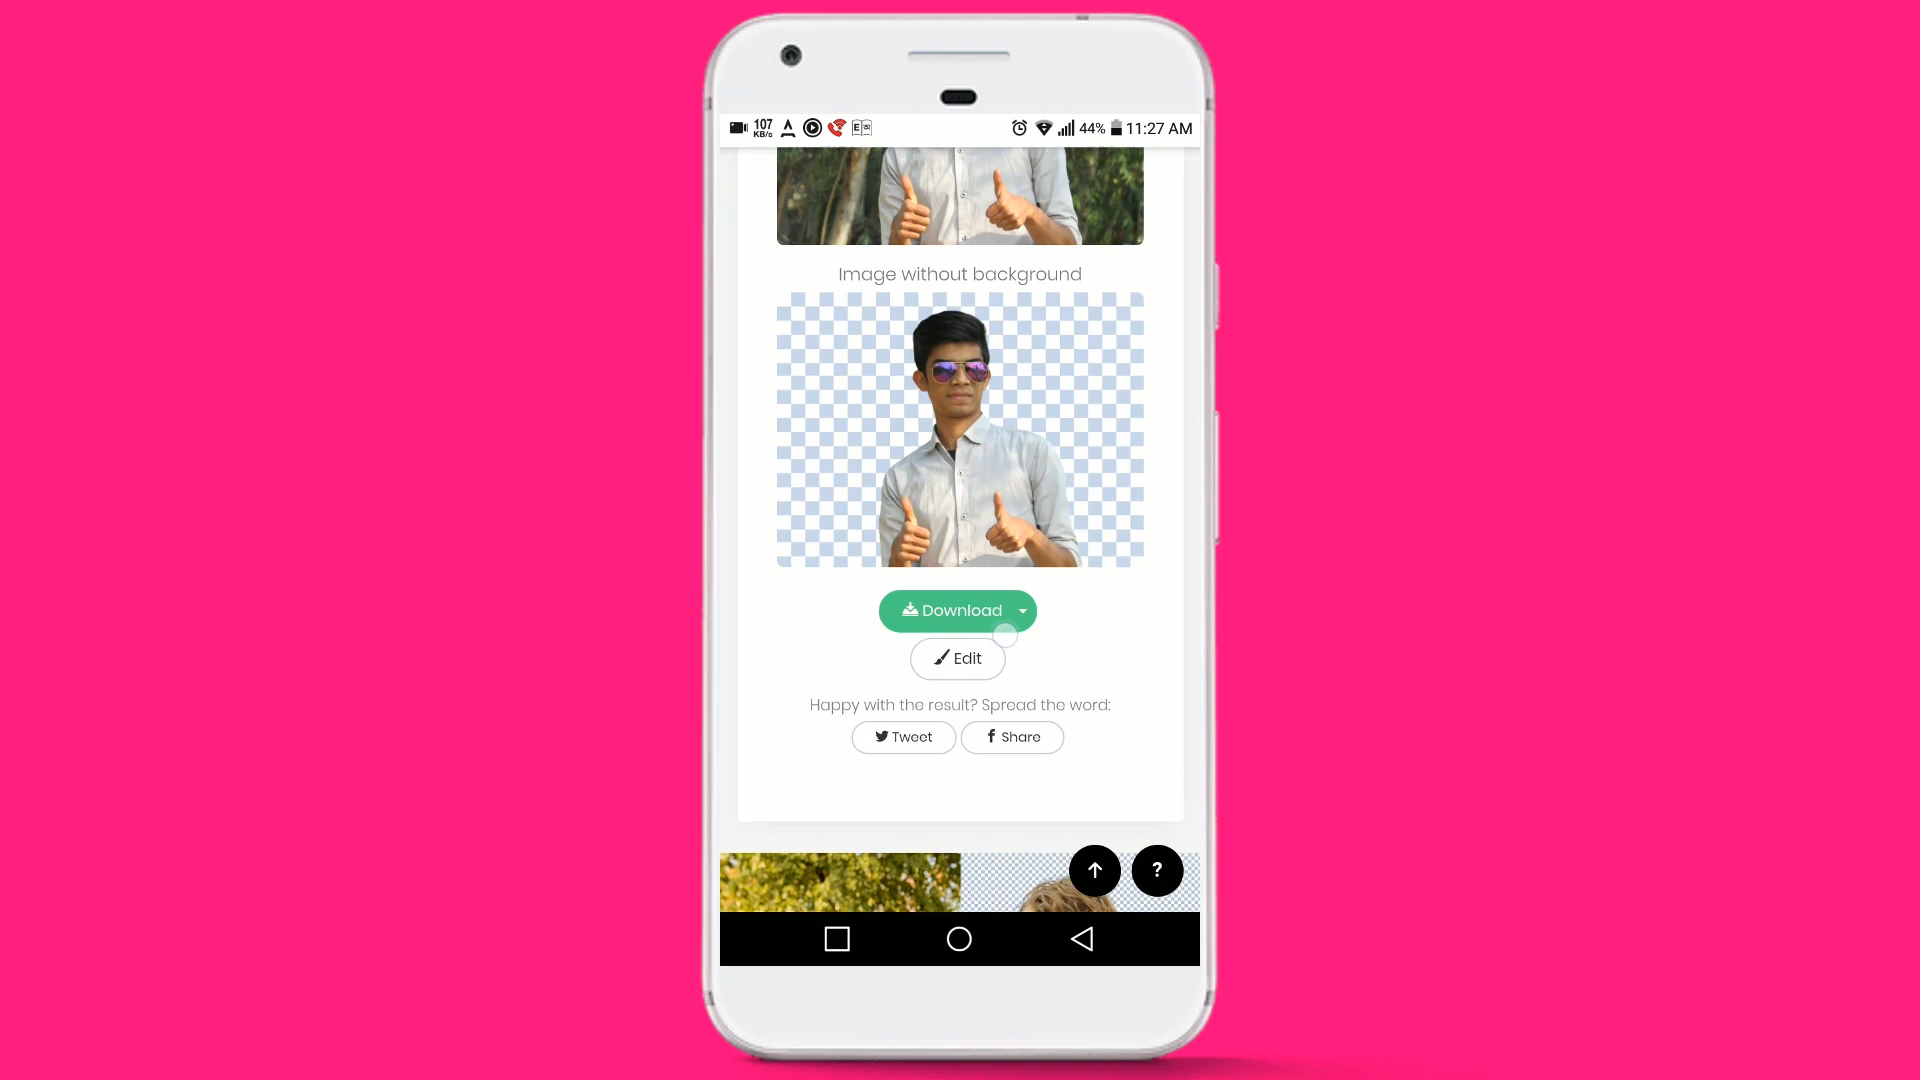 107 KB/s 44% 11:27 AM
Image without background
Download
Edit
Happy with the result? Spread the word:
Tweet Share
?